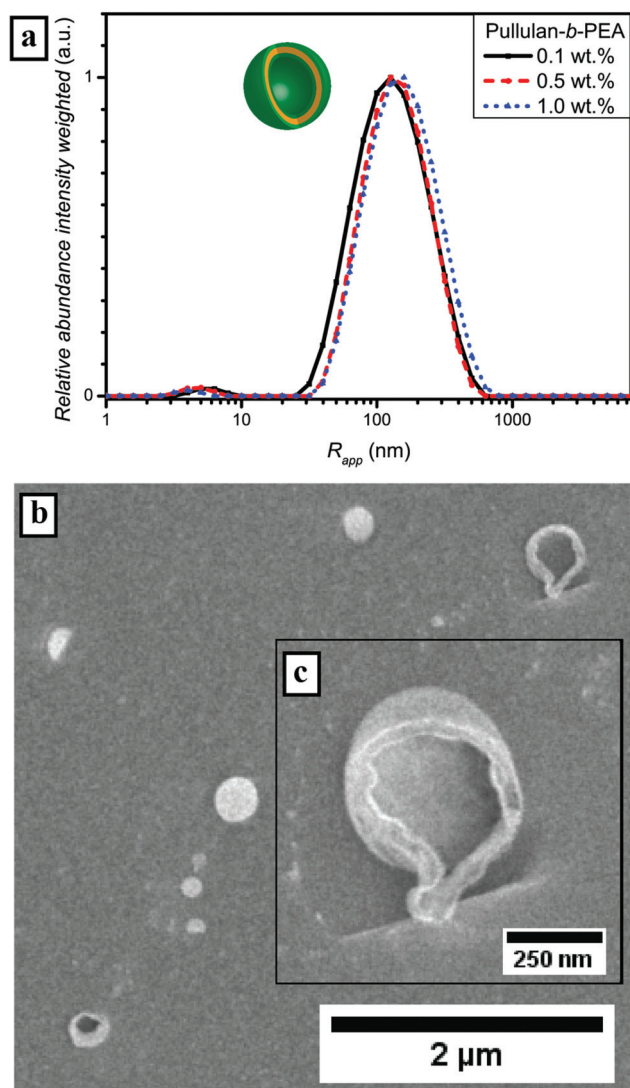 a
Relative abundance intensity weighted (a.u.)
1
0
Pullulan-b-PEA
0.1 wt.%
0.5 wt.%
1.0 wt.%
1 10 100 1000
R_app (nm)
b
c
250 nm
2 µm